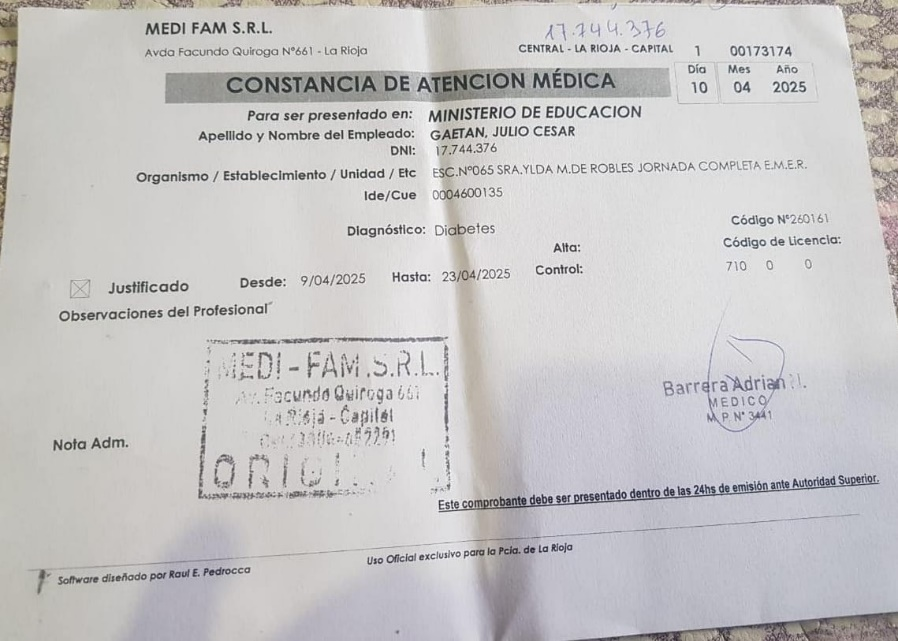 MEDI FAM S.R.L.
Avda Facundo Quiroga Nº661 - La Rioja
17.744.376
CENTRAL - LA RIOJA - CAPITAL 1 00173174
CONSTANCIA DE ATENCION MÉDICA
Día Mes Año
10 04 2025
Para ser presentado en: MINISTERIO DE EDUCACION
Apellido y Nombre del Empleado: GAETAN, JULIO CESAR
DNI: 17.744.376
Organismo / Establecimiento / Unidad / Etc ESC.Nº065 SRA.YLDA M.DE ROBLES JORNADA COMPLETA E.M.E.R.
Ide/Cue 0004600135
Diagnóstico: Diabetes
Código Nº260161
Alta:
Código de Licencia:
Justificado Desde: 9/04/2025 Hasta: 23/04/2025 Control:
710 0 0
Observaciones del Profesional
MEDI - FAM.S.R.L.
Av. Facundo Quiroga 661
La Rioja - Capital
Barrera Adrian
MEDICO
M.P. Nº 3441
Nota Adm.
Este comprobante debe ser presentado dentro de las 24hs de emisión ante Autoridad Superior.
Uso Oficial exclusivo para la Pcia. de La Rioja
Software diseñado por Raul E. Pedrocca